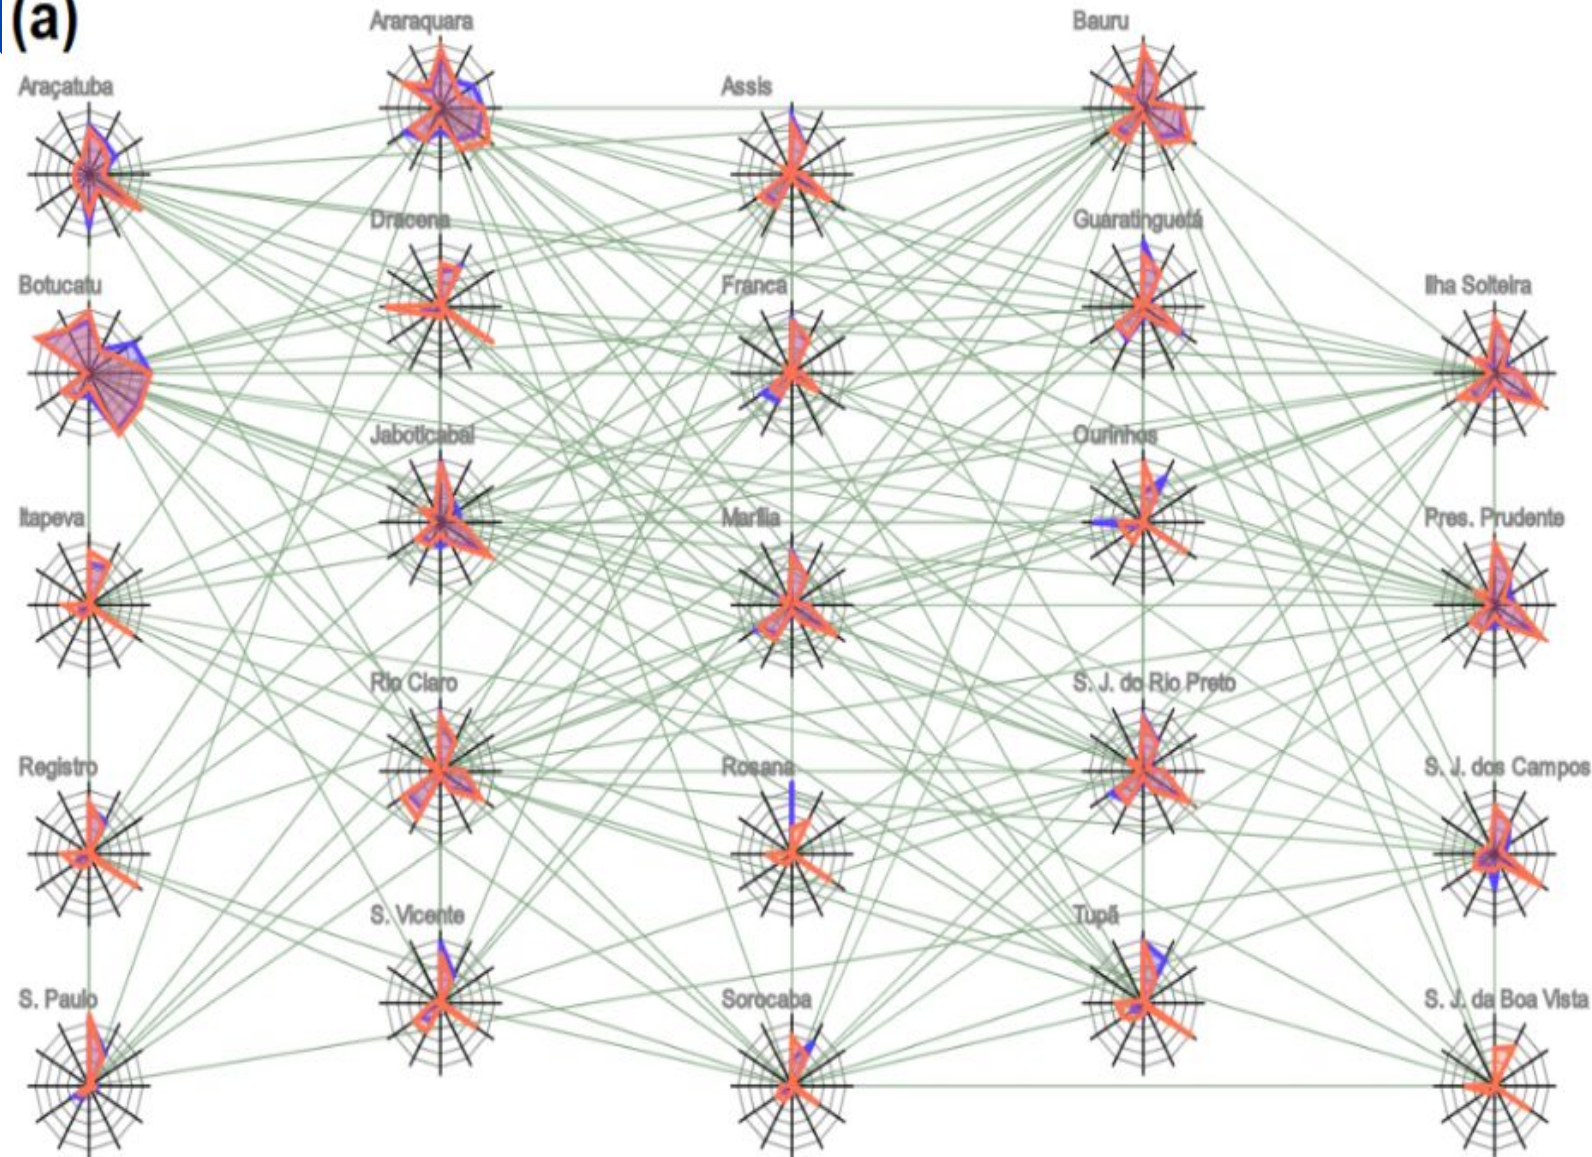 (a)
Araraquara
Bauru
Araçatuba
Assis
Dracena
Guaratinguetá
Botucatu
Franca
Ilha Solteira
Jaboticabal
Ourinhos
Itapeva
Marília
Pres. Prudente
Rio Claro
S. J. do Rio Preto
Registro
Rosana
S. J. dos Campos
S. Vicente
Tupã
S. Paulo
Sorocaba
S. J. da Boa Vista